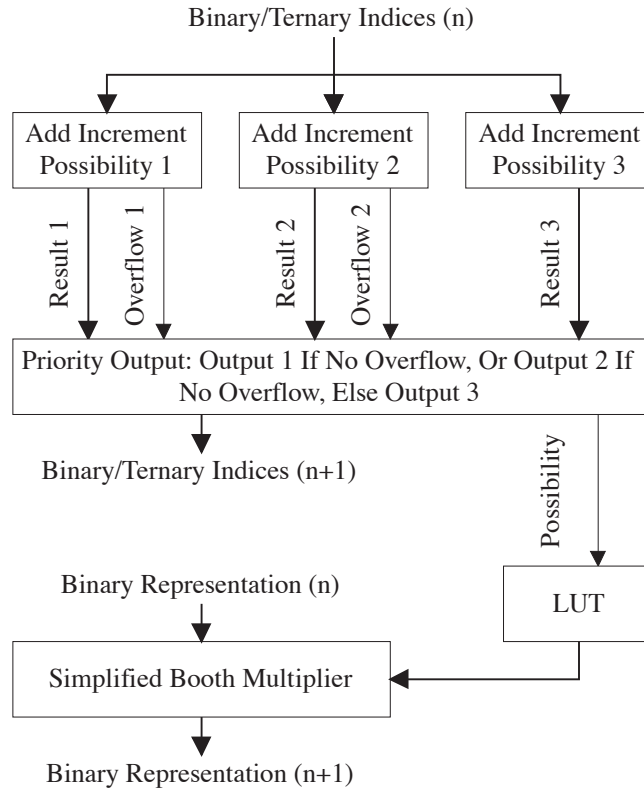 Binary/Ternary Indices (n)
Add Increment
Possibility 1
Add Increment
Possibility 2
Add Increment
Possibility 3
Result 1
Overflow 1
Result 2
Overflow 2
Result 3
Priority Output: Output 1 If No Overflow, Or Output 2 If
No Overflow, Else Output 3
Binary/Ternary Indices (n+1)
Possibility
Binary Representation (n)
LUT
Simplified Booth Multiplier
Binary Representation (n+1)